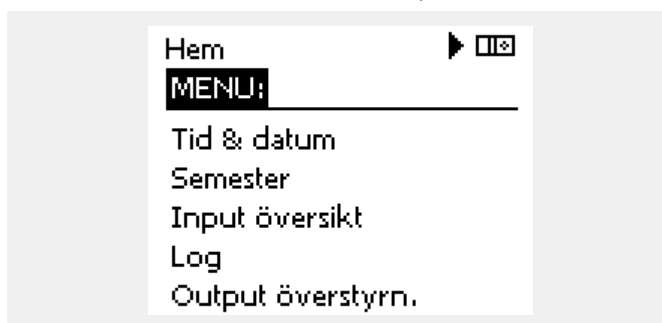 Hem
MENU:
Tid & datum
Semester
Input översikt
Log
Output överstyrn.